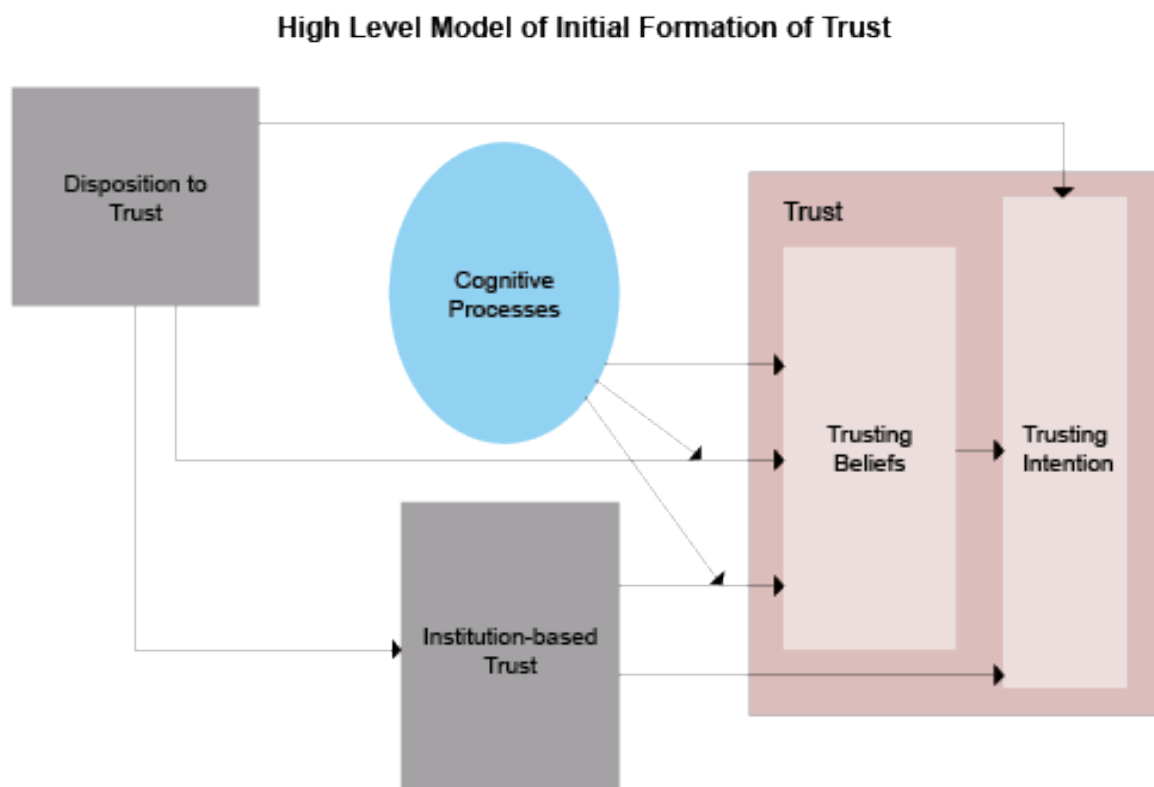 High Level Model of Initial Formation of Trust
Disposition to
Trust
Cognitive
Processes
Trust
Trusting
Beliefs
Trusting
Intention
Institution-based
Trust